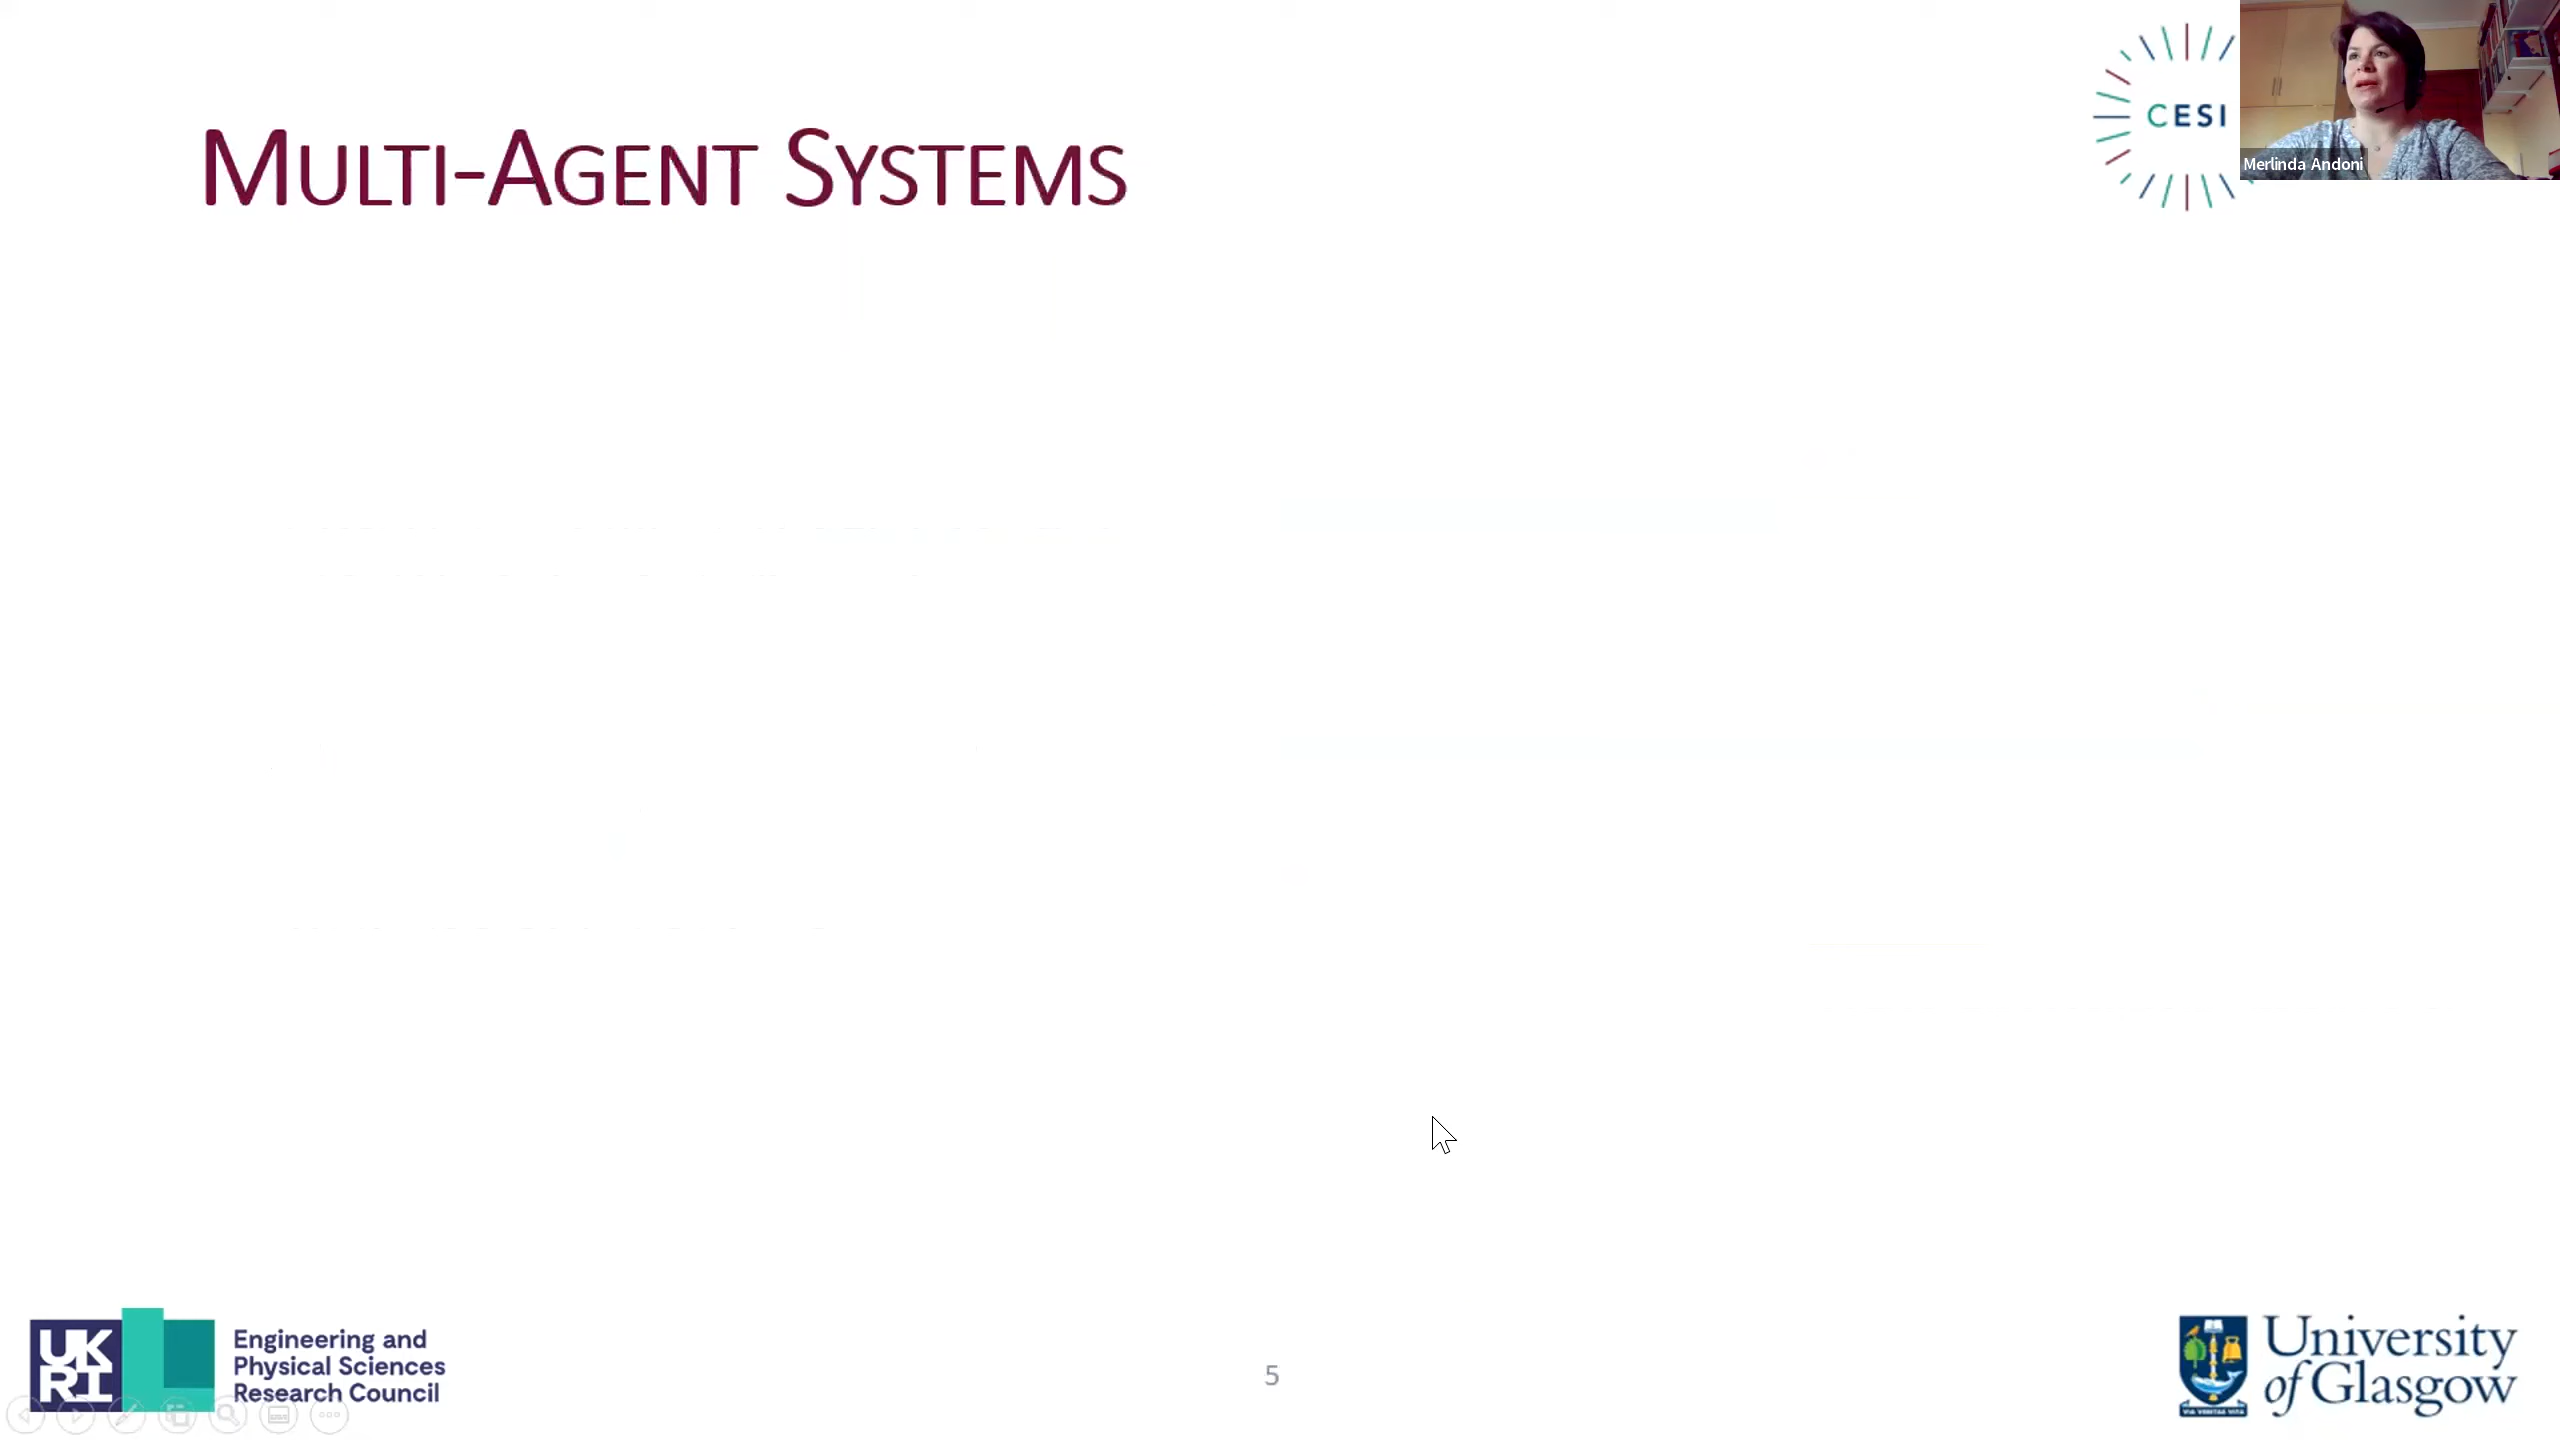 MULTI-AGENT SYSTEMS
CESI
Merlinda Andoni
UK
RI
Engineering and
Physical Sciences
Research Council
5
University
of Glasgow